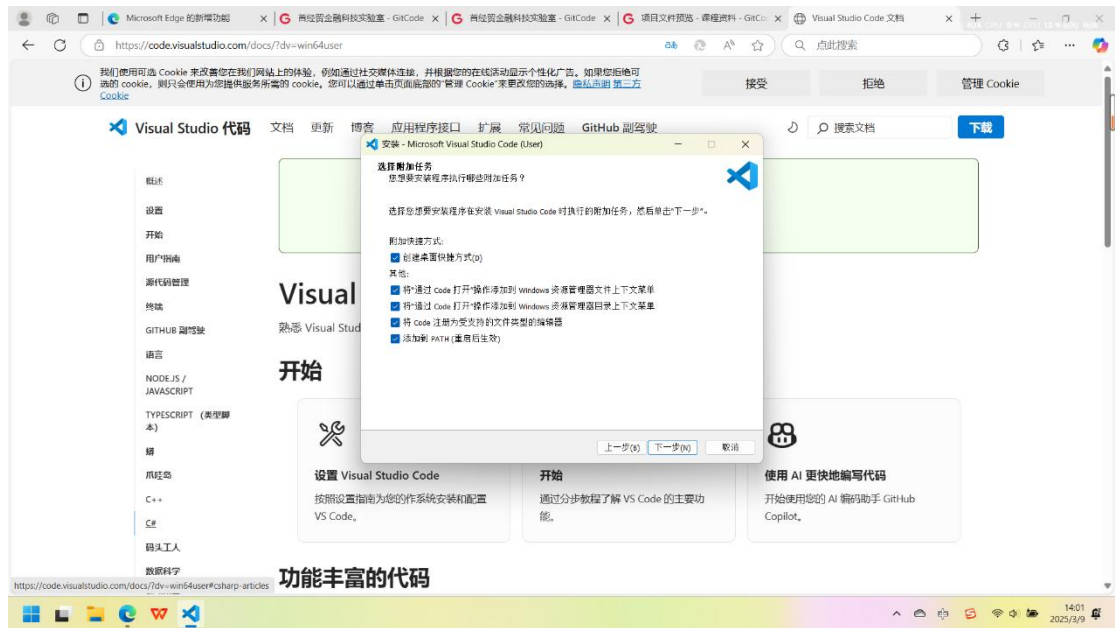 Microsoft Edge 的新增功能
首经贸金融科技实验室 - GitCode
首经贸金融科技实验室 - GitCode
项目文件预览 - 课程资料 - GitCo
Visual Studio Code 文档
https://code.visualstudio.com/docs/?dv=win64user
点此搜索
我们使用可选 Cookie 来改善您在我们网站上的体验，例如通过社交媒体连接，并根据您的在线活动显示个性化广告。如果您拒绝可
选的 cookie，则只会使用为您提供服务所需的 cookie。您可以通过单击页面底部的"管理 Cookie"来更改您的选择。隐私声明 第三方
Cookie
接受
拒绝
管理 Cookie
Visual Studio 代码
文档
更新
博客
应用程序接口
扩展
常见问题
GitHub 副驾驶
搜索文档
下载
安装 - Microsoft Visual Studio Code (User)
选择附加任务
您想要安装程序执行哪些附加任务？
选择您想要安装程序在安装 Visual Studio Code 时执行的附加任务，然后单击"下一步"。
附加快捷方式:
创建桌面快捷方式(D)
其他:
将"通过 Code 打开"操作添加到 Windows 资源管理器文件上下文菜单
将"通过 Code 打开"操作添加到 Windows 资源管理器目录上下文菜单
将 Code 注册为受支持的文件类型的编辑器
添加到 PATH (重启后生效)
上一步(B)
下一步(N)
取消
概述
设置
开始
用户指南
源代码管理
终端
GITHUB 副驾驶
语言
NODE.JS /
JAVASCRIPT
TYPESCRIPT （类型脚
本）
蟒
爪哇岛
C++
C#
码头工人
数据科学
Visual
熟悉 Visual Stud
开始
设置 Visual Studio Code
按照设置指南为您的作系统安装和配置
VS Code。
开始
通过分步教程了解 VS Code 的主要功
能。
使用 AI 更快地编写代码
开始使用您的 AI 编码助手 GitHub
Copilot。
功能丰富的代码
https://code.visualstudio.com/docs/?dv=win64user#csharp-articles
中
14:01
2025/3/9